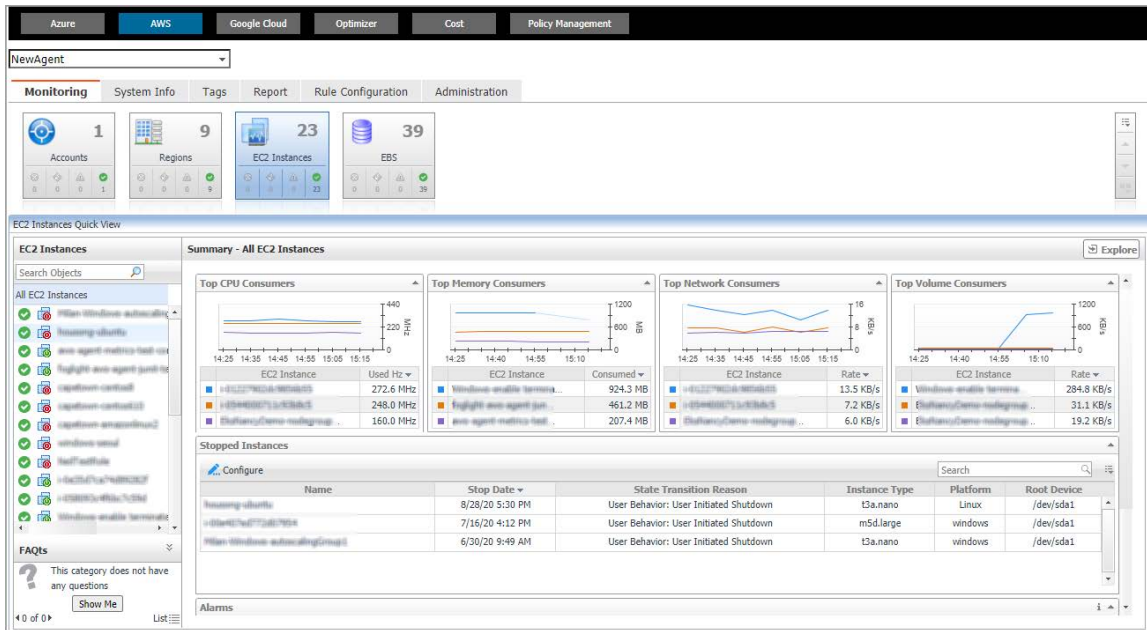 Azure AWS Google Cloud Optimizer Cost Policy Management
NewAgent
Monitoring System Info Tags Report Rule Configuration Administration
1 9 23 39
Accounts Regions EC2 Instances EBS
0 0 0 1 0 0 0 9 0 0 0 23 0 0 0 39
EC2 Instances Quick View
EC2 Instances
Search Objects
All EC2 Instances
FAQts
This category does not have
any questions
Show Me
0 of 0
List
Summary - All EC2 Instances
Explore
Top CPU Consumers
440
220
0
MHz
14:25 14:35 14:45 14:55 15:05 15:15
EC2 Instance Used Hz
272.6 MHz
248.0 MHz
160.0 MHz
Top Memory Consumers
1200
600
0
MB
14:25 14:40 14:55 15:10
EC2 Instance Consumed
924.3 MB
461.2 MB
207.4 MB
Top Network Consumers
16
8
0
KB/s
14:25 14:35 14:45 14:55 15:05 15:15
EC2 Instance Rate
13.5 KB/s
7.2 KB/s
6.0 KB/s
Top Volume Consumers
1200
600
0
KB/s
14:25 14:40 14:55 15:10
EC2 Instance Rate
284.8 KB/s
31.1 KB/s
19.2 KB/s
Stopped Instances
Configure
Search
Name Stop Date State Transition Reason Instance Type Platform Root Device
8/28/20 5:30 PM User Behavior: User Initiated Shutdown t3a.nano Linux /dev/sda1
7/16/20 4:12 PM User Behavior: User Initiated Shutdown m5d.large windows /dev/sda1
6/30/20 9:49 AM User Behavior: User Initiated Shutdown t3a.nano windows /dev/sda1
Alarms